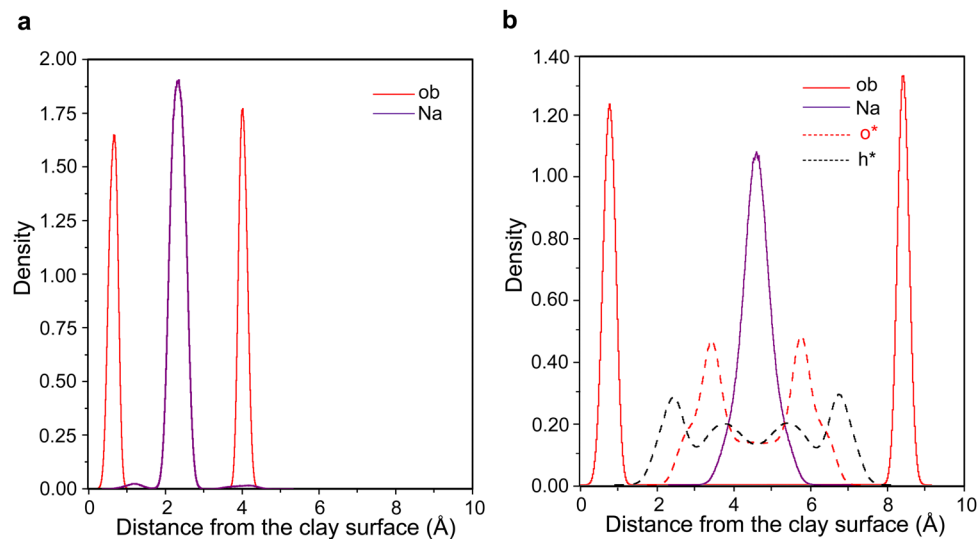 a
2.00
1.75
1.50
1.25
1.00
0.75
0.50
0.25
0.00
Density
0
2
4
6
8
10
Distance from the clay surface (Å)
ob
Na
b
1.40
1.20
1.00
0.80
0.60
0.40
0.20
0.00
Density
0
2
4
6
8
10
Distance from the clay surface (Å)
ob
Na
o*
h*